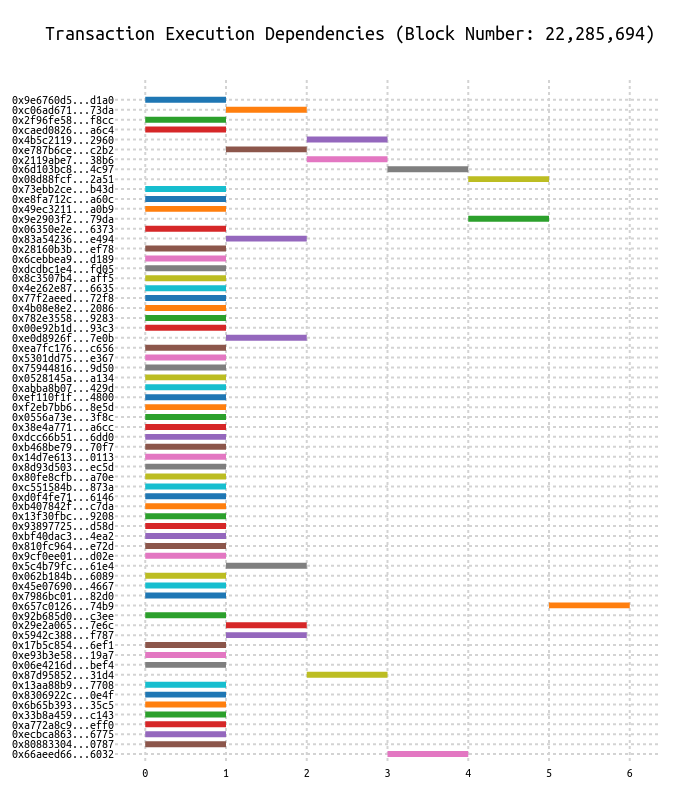 Transaction Execution Dependencies (Block Number: 22,285,694)
0x9e6760d5...d1a0
0xc06ad671...73da
0x2f96fe58...f8cc
0xcaed0826...a6c4
0x4b5c2119...2960
0xe787b6ce...c2b2
0x2119abe7...38b6
0x6d103bc8...4c97
0x08d88fcf...2a51
0x73ebb2ce...b43d
0xe8fa712c...a60c
0x49ec3211...a0b9
0x9e2903f2...79da
0x06350e2e...6373
0x83a54236...e494
0x28160b3b...ef78
0x6cebbea9...d189
0xdcdbc1e4...fd05
0x8c3507b4...aff5
0x4e262e87...6635
0x77f2aeed...72f8
0x4b08e8e2...2086
0x782e3558...9283
0x00e92b1d...93c3
0xe0d8926f...7e0b
0xea7fc176...c656
0x5301dd75...e367
0x75944816...9d50
0x0528145a...a134
0xabba8b07...429d
0xef110f1f...4800
0xf2eb7bb6...8e5d
0x0556a73e...3f8c
0x38e4a771...a6cc
0xdcc66b51...6dd0
0xb468be79...70f7
0x14d7e613...0113
0x8d93d503...ec5d
0x80fe8cfb...a70e
0xc551584b...873a
0xd0f4fe71...6146
0xb407842f...c7da
0x13f30fbc...9208
0x93897725...d58d
0xbf40dac3...4ea2
0x810fc964...e72d
0x9cf0ee01...d02e
0x5c4b79fc...61e4
0x062b184b...6089
0x45e07690...4667
0x7986bc01...82d0
0x657c0126...74b9
0x92b685d0...c3ee
0x29e2a065...7e6c
0x5942c388...f787
0x17b5c854...6ef1
0xe93b3e58...19a7
0x06e4216d...bef4
0x87d95852...31d4
0x13aa88b9...7708
0x8306922c...0e4f
0x6b65b393...35c5
0x33b8a459...c143
0xa772a8c9...eff0
0xecbca863...6775
0x80883304...0787
0x66aeed66...6032
0 1 2 3 4 5 6